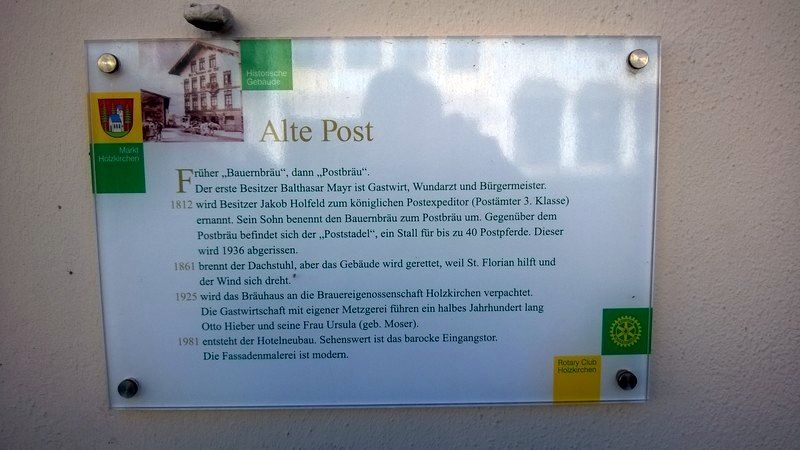 Historische
Gebäude
Markt
Holzkirchen
Alte Post
Früher „Bauernbräu“, dann „Postbräu“.
Der erste Besitzer Balthasar Mayr ist Gastwirt, Wundarzt und Bürgermeister.
1812 wird Besitzer Jakob Holfeld zum königlichen Postexpeditor (Postämter 3. Klasse)
ernannt. Sein Sohn benennt den Bauernbräu zum Postbräu um. Gegenüber dem
Postbräu befindet sich der „Poststadel“, ein Stall für bis zu 40 Postpferde. Dieser
wird 1936 abgerissen.
1861 brennt der Dachstuhl, aber das Gebäude wird gerettet, weil St. Florian hilft und
der Wind sich dreht.
1925 wird das Bräuhaus an die Brauereigenossenschaft Holzkirchen verpachtet.
Die Gastwirtschaft mit eigener Metzgerei führen ein halbes Jahrhundert lang
Otto Hieber und seine Frau Ursula (geb. Moser).
1981 entsteht der Hotelneubau. Sehenswert ist das barocke Eingangstor.
Die Fassadenmalerei ist modern.
Rotary Club
Holzkirchen